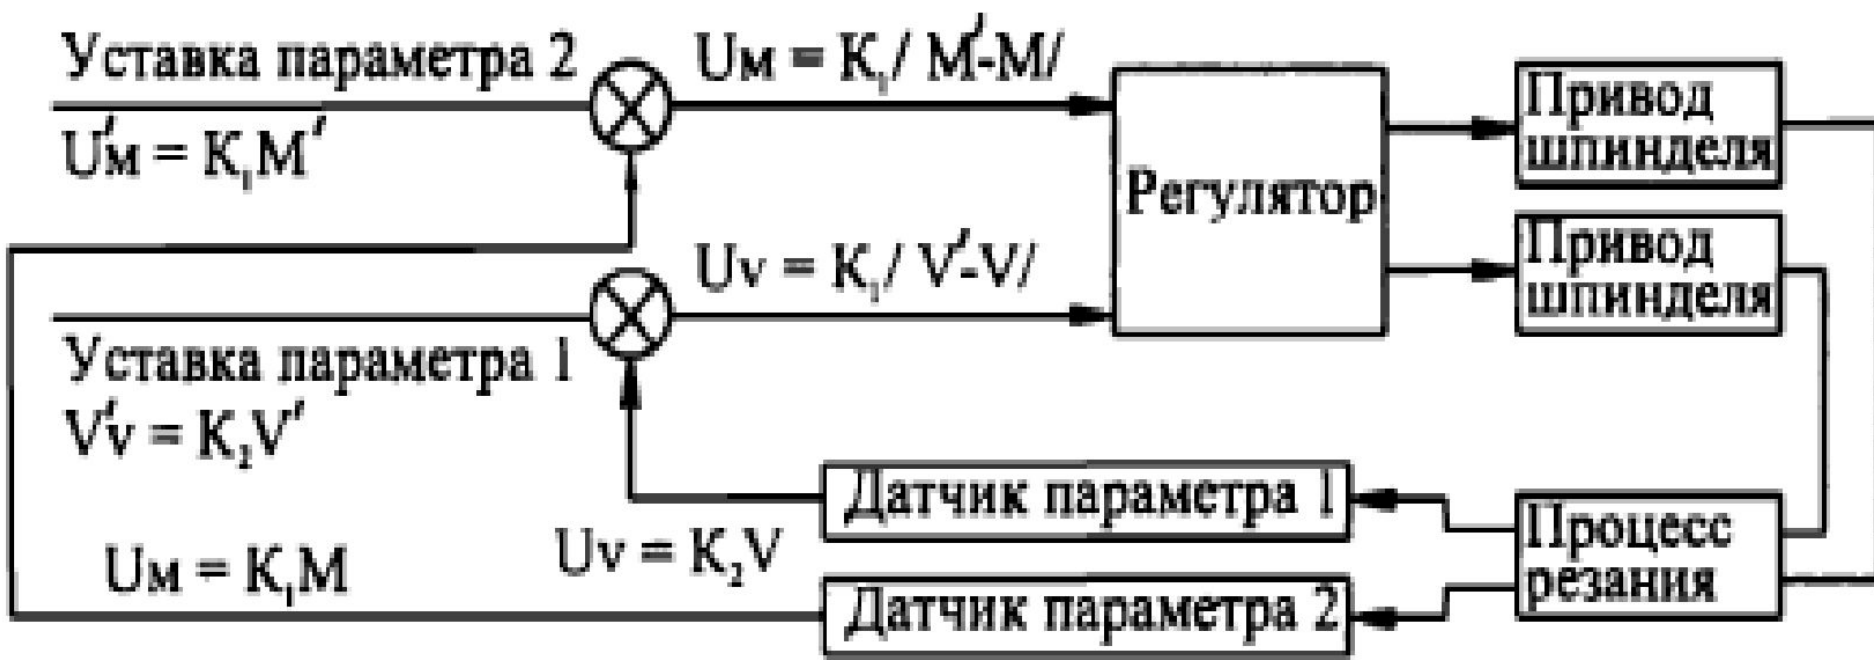 Уставка параметра 2
U′м = K₁M′
Uм = K₁/ M′-M/
Регулятор
Привод
шпинделя
Привод
шпинделя
Uv = K₁/ V′-V/
Уставка параметра 1
V′v = K₂V′
Датчик параметра 1
Uv = K₂V
Процесс
резания
Uм = K₁M
Датчик параметра 2